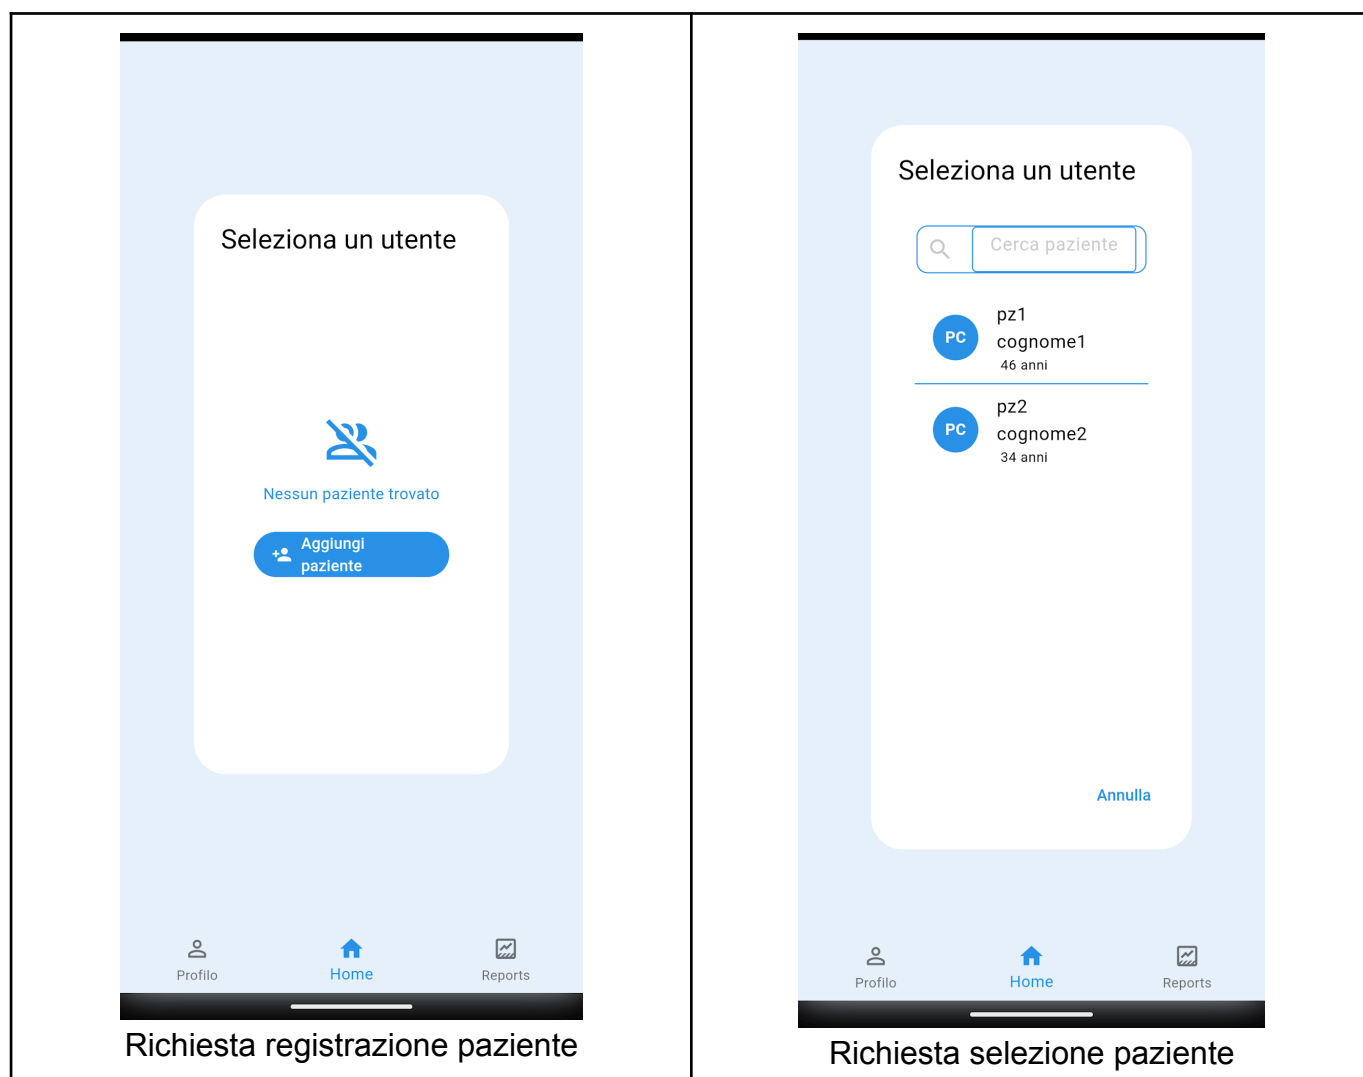 Seleziona un utente
Nessun paziente trovato
Aggiungi
paziente
Profilo
Home
Reports
Richiesta registrazione paziente
Seleziona un utente
Cerca paziente
PC
pz1
cognome1
46 anni
PC
pz2
cognome2
34 anni
Annulla
Profilo
Home
Reports
Richiesta selezione paziente